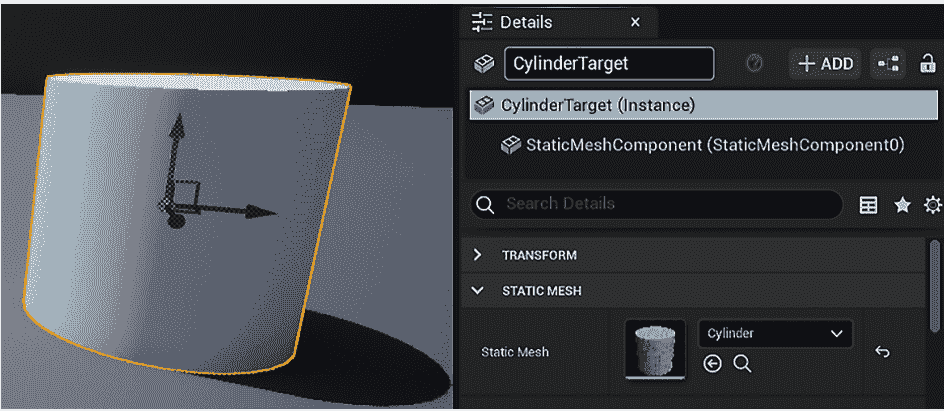 Details
CylinderTarget
ADD
CylinderTarget (Instance)
StaticMeshComponent (StaticMeshComponent0)
Search Details
TRANSFORM
STATIC MESH
Static Mesh
Cylinder